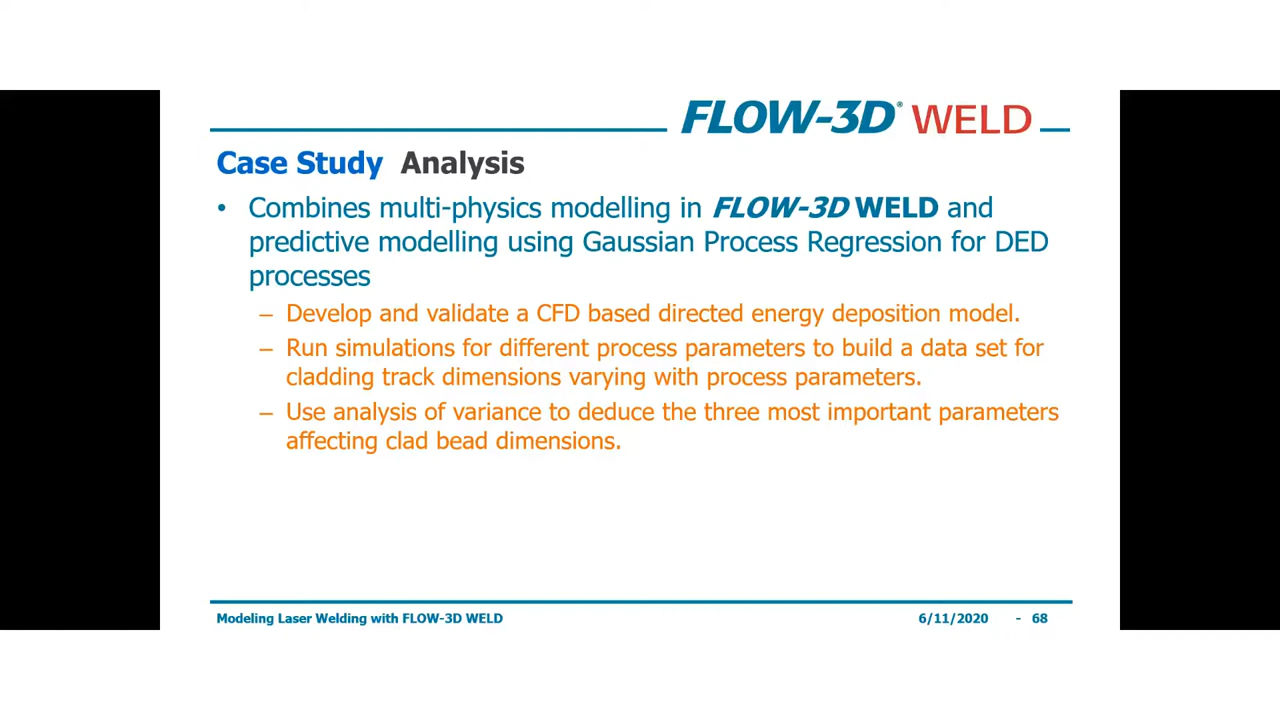 FLOW-3D® WELD
Case Study Analysis
• Combines multi-physics modelling in FLOW-3D WELD and
predictive modelling using Gaussian Process Regression for DED
processes
– Develop and validate a CFD based directed energy deposition model.
– Run simulations for different process parameters to build a data set for
cladding track dimensions varying with process parameters.
– Use analysis of variance to deduce the three most important parameters
affecting clad bead dimensions.
Modeling Laser Welding with FLOW-3D WELD 6/11/2020 - 68